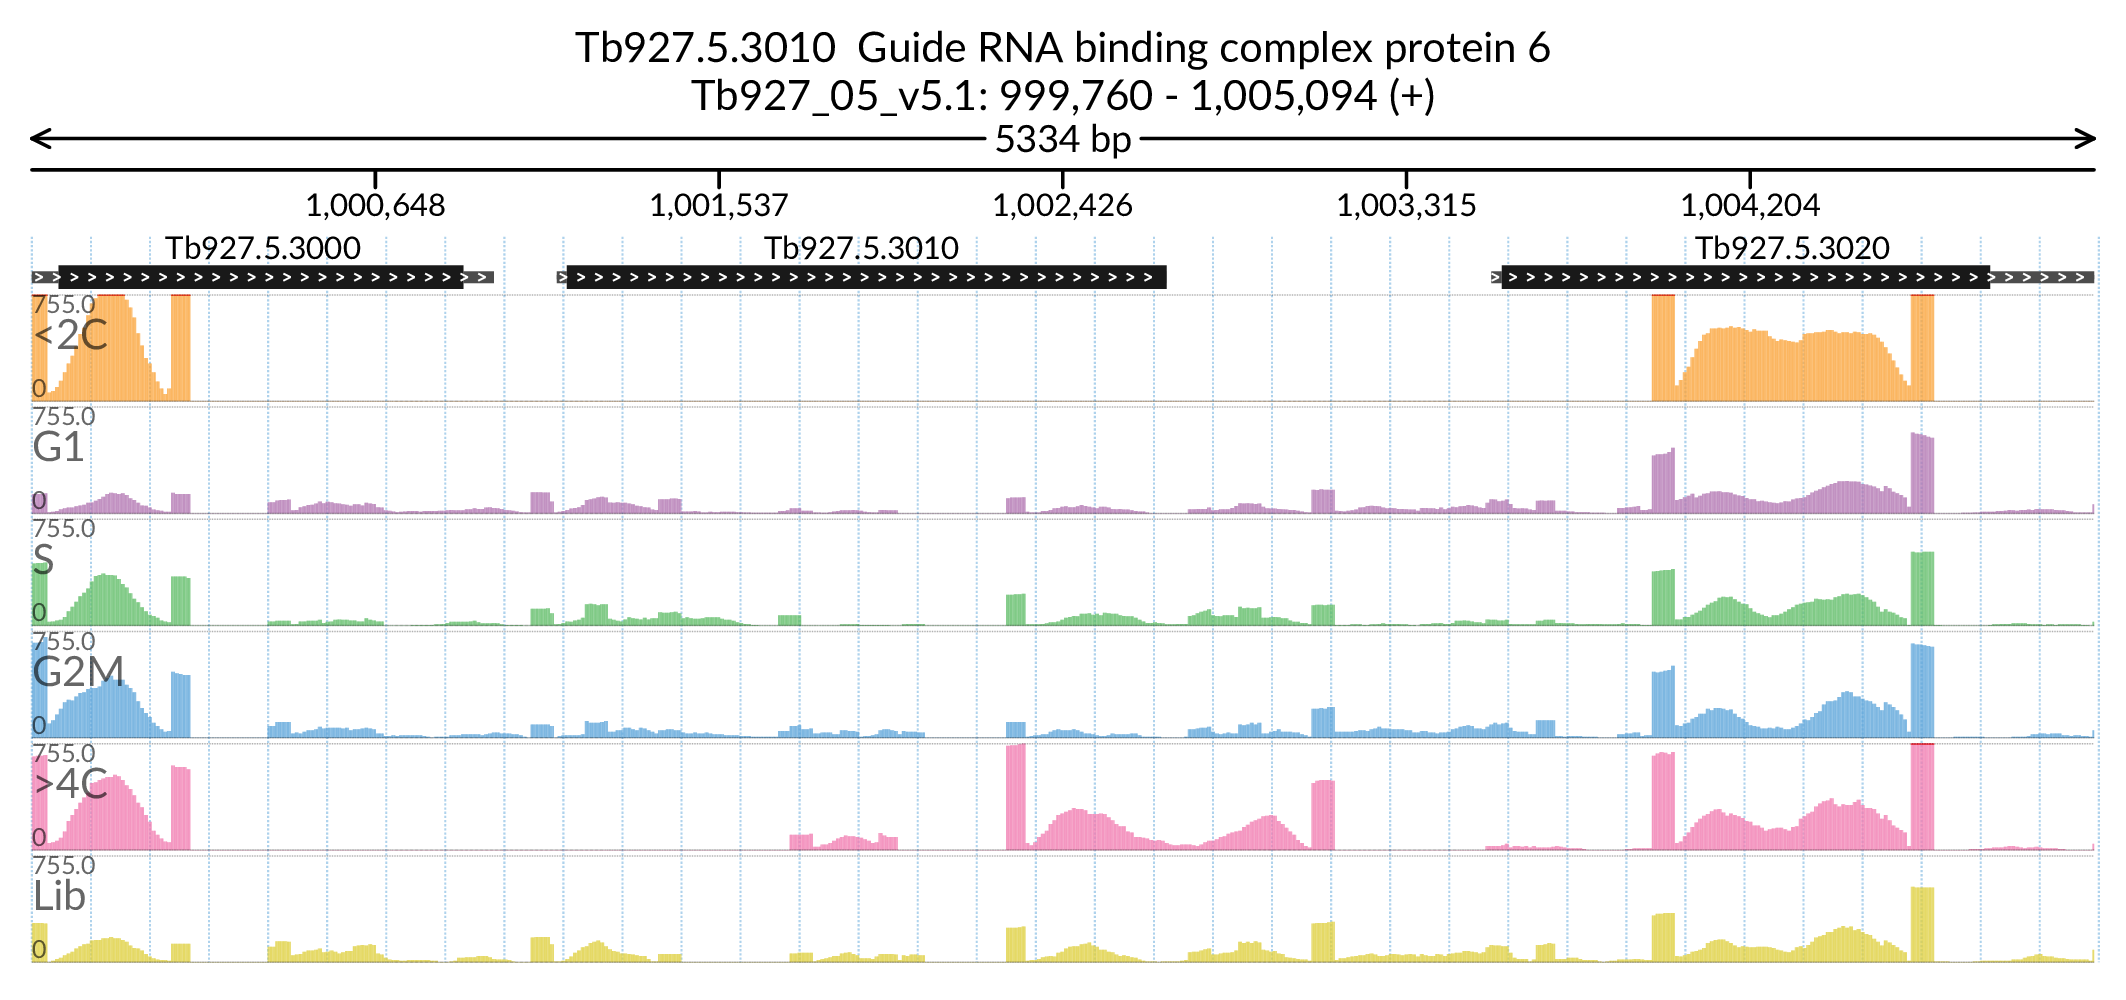 Tb927.5.3010  Guide RNA binding complex protein 6
Tb927_05_v5.1: 999,760 - 1,005,094 (+)
5334 bp
1,000,648 1,001,537 1,002,426 1,003,315 1,004,204
Tb927.5.3000 Tb927.5.3010 Tb927.5.3020
755.0
<2C
0
755.0
G1
0
755.0
S
0
755.0
G2M
0
755.0
>4C
0
755.0
Lib
0